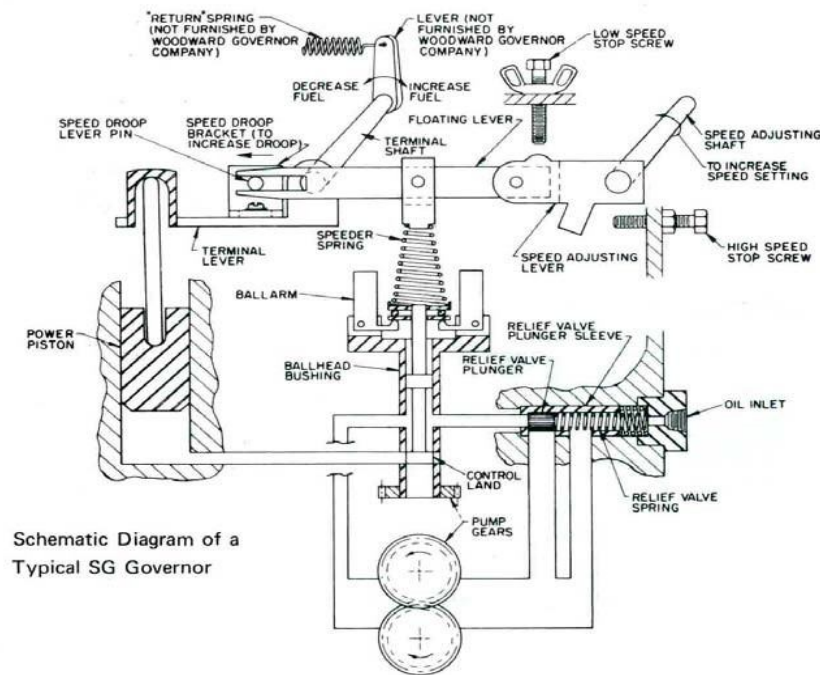 "RETURN" SPRING
(NOT FURNISHED BY
WOODWARD GOVERNOR
COMPANY)
LEVER (NOT
FURNISHED BY
WOODWARD GOVERNOR
COMPANY)
LOW SPEED
STOP SCREW
DECREASE
FUEL
INCREASE
FUEL
SPEED DROOP
LEVER PIN
SPEED DROOP
BRACKET (TO
INCREASE DROOP)
TERMINAL
SHAFT
FLOATING LEVER
SPEED ADJUSTING
SHAFT
TO INCREASE
SPEED SETTING
TERMINAL
LEVER
SPEEDER
SPRING
SPEED ADJUSTING
LEVER
HIGH SPEED
STOP SCREW
BALLARM
POWER
PISTON
BALLHEAD
BUSHING
RELIEF VALVE
PLUNGER SLEEVE
RELIEF VALVE
PLUNGER
OIL INLET
CONTROL
LAND
RELIEF VALVE
SPRING
PUMP
GEARS
Schematic Diagram of a
Typical SG Governor